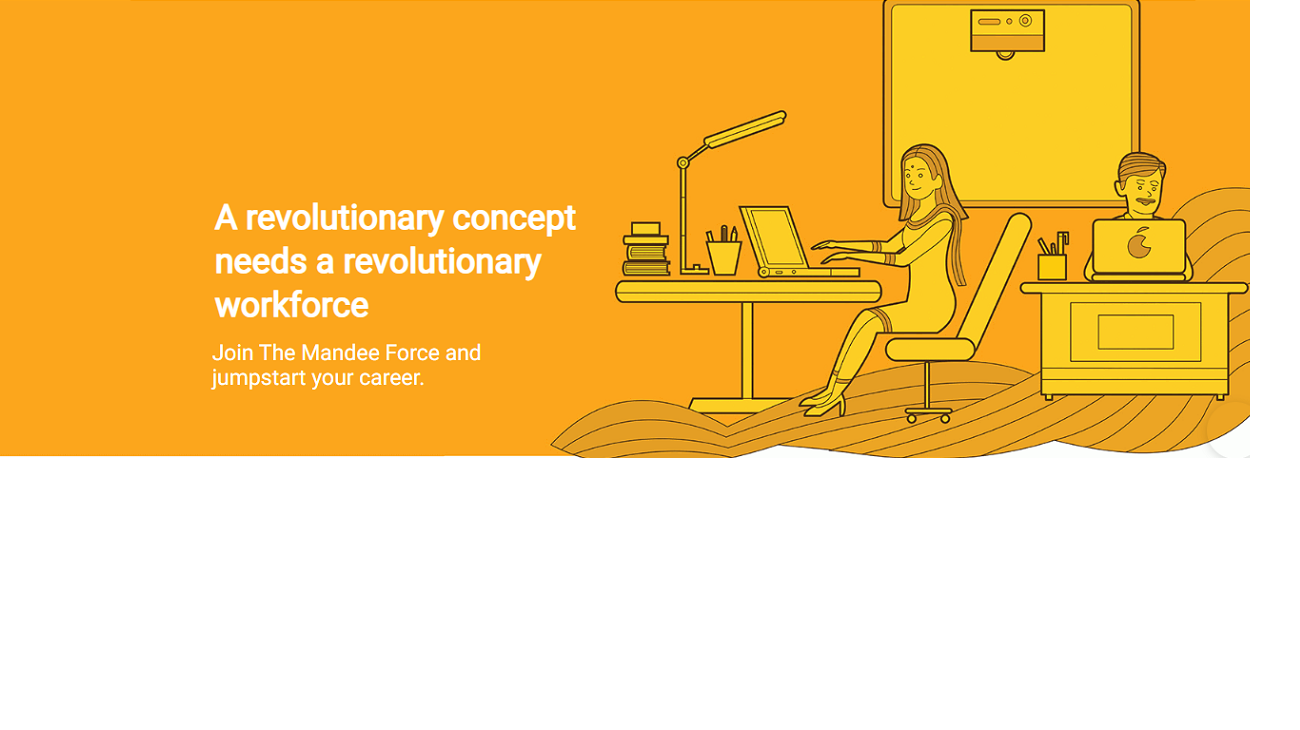 A revolutionary concept
needs a revolutionary
workforce
Join The Mandee Force and
jumpstart your career.